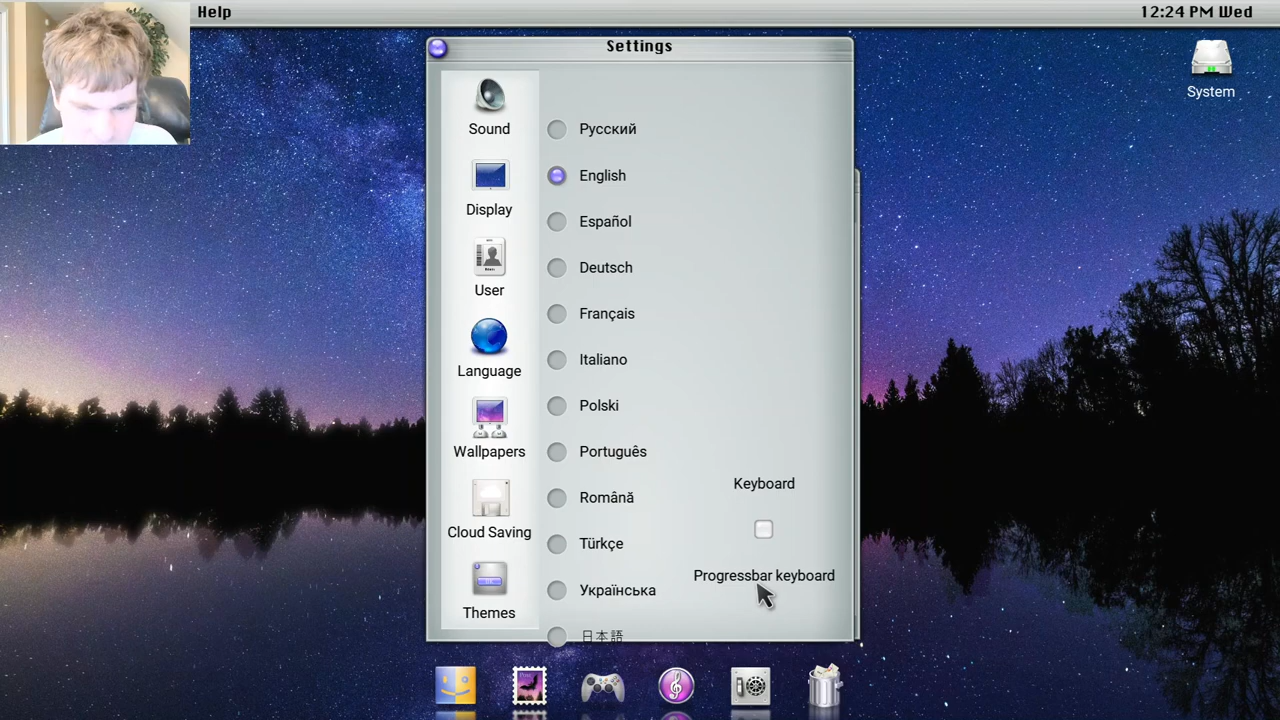 Help
12:24 PM Wed
Settings
System
Sound
Display
User
Language
Wallpapers
Cloud Saving
Themes
Русский
English
Español
Deutsch
Français
Italiano
Polski
Português
Română
Türkçe
Українська
日本語
Keyboard
Progressbar keyboard